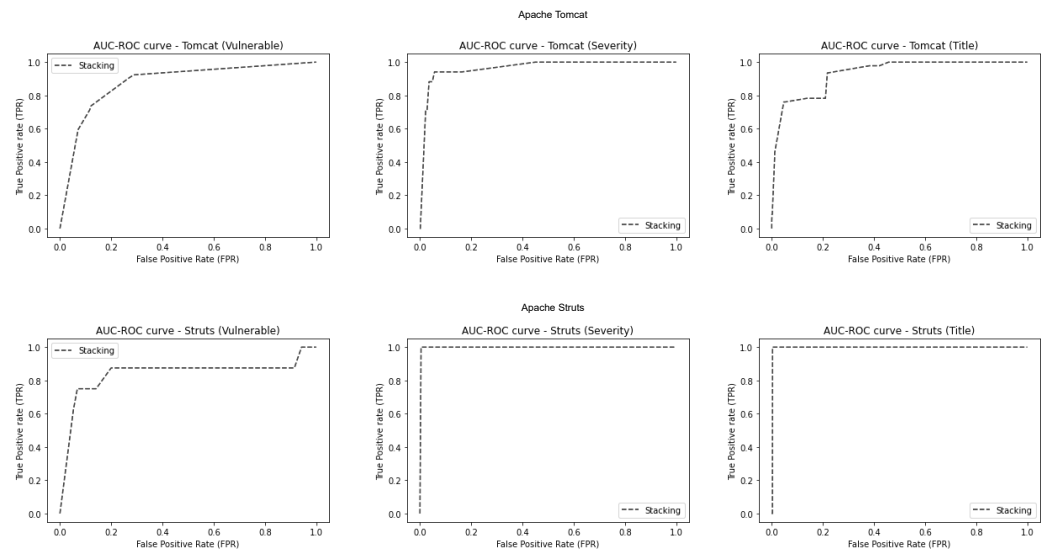 Apache Tomcat
AUC-ROC curve - Tomcat (Vulnerable)
Stacking
True Positive rate (TPR)
1.0
0.8
0.6
0.4
0.2
0.0
0.0 0.2 0.4 0.6 0.8 1.0
False Positive Rate (FPR)
AUC-ROC curve - Tomcat (Severity)
True Positive rate (TPR)
1.0
0.8
0.6
0.4
0.2
0.0
Stacking
0.0 0.2 0.4 0.6 0.8 1.0
False Positive Rate (FPR)
AUC-ROC curve - Tomcat (Title)
True Positive rate (TPR)
1.0
0.8
0.6
0.4
0.2
0.0
Stacking
0.0 0.2 0.4 0.6 0.8 1.0
False Positive Rate (FPR)
Apache Struts
AUC-ROC curve - Struts (Vulnerable)
Stacking
True Positive rate (TPR)
1.0
0.8
0.6
0.4
0.2
0.0
0.0 0.2 0.4 0.6 0.8 1.0
False Positive Rate (FPR)
AUC-ROC curve - Struts (Severity)
True Positive rate (TPR)
1.0
0.8
0.6
0.4
0.2
0.0
Stacking
0.0 0.2 0.4 0.6 0.8 1.0
False Positive Rate (FPR)
AUC-ROC curve - Struts (Title)
True Positive rate (TPR)
1.0
0.8
0.6
0.4
0.2
0.0
Stacking
0.0 0.2 0.4 0.6 0.8 1.0
False Positive Rate (FPR)